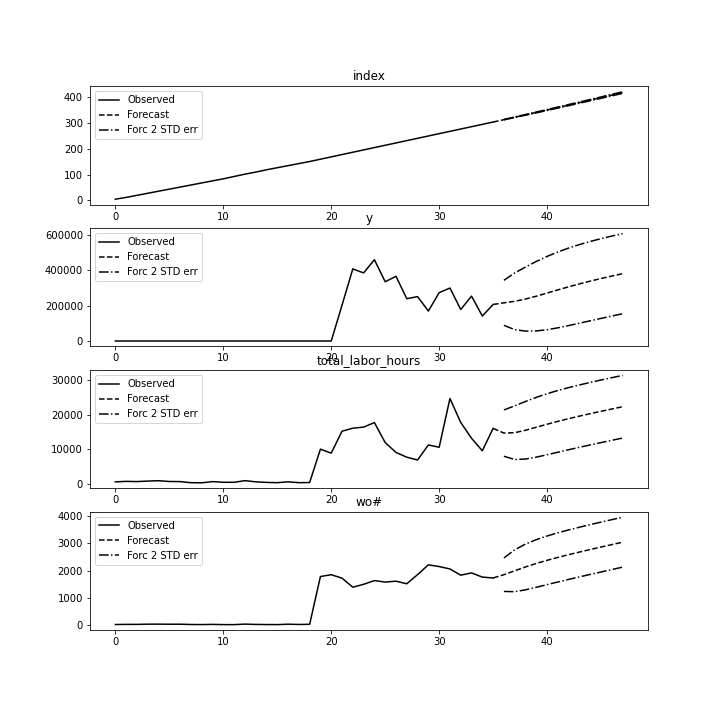 index
400
300
200
100
0
Observed
Forecast
Forc 2 STD err
0 10 20 30 40
y
600000
400000
200000
0
Observed
Forecast
Forc 2 STD err
0 10 20 30 40
total_labor_hours
30000
20000
10000
0
Observed
Forecast
Forc 2 STD err
0 10 20 30 40
wo#
4000
3000
2000
1000
0
Observed
Forecast
Forc 2 STD err
0 10 20 30 40